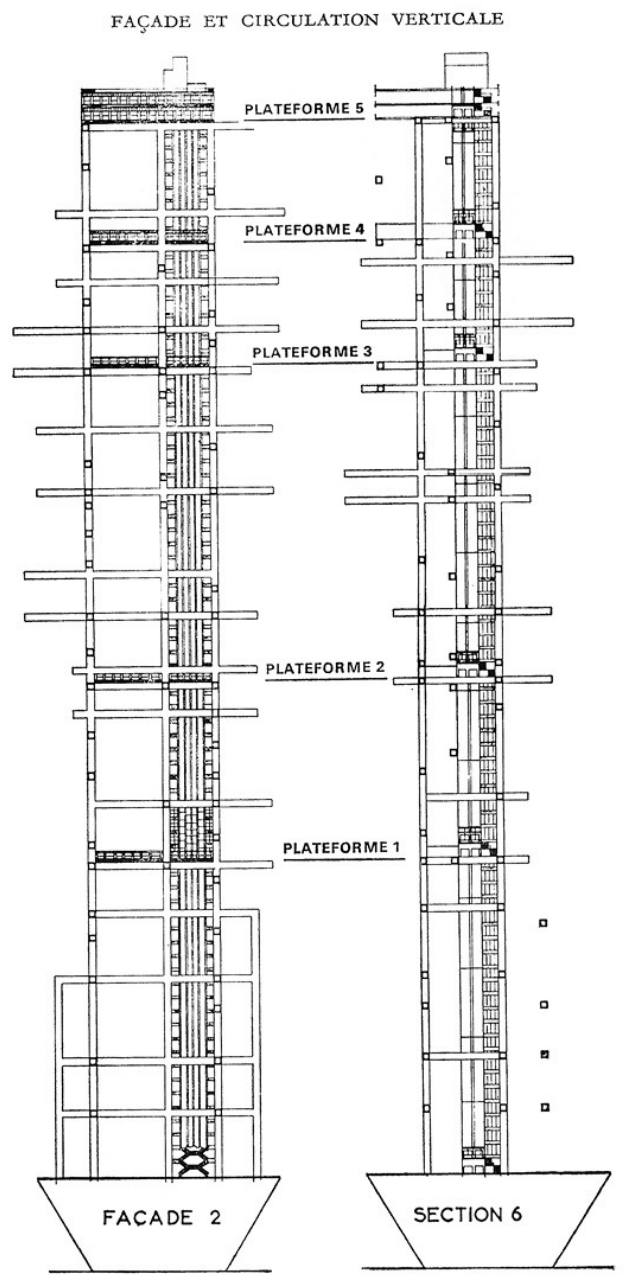 FAÇADE ET CIRCULATION VERTICALE
PLATEFORME 5
PLATEFORME 4
PLATEFORME 3
PLATEFORME 2
PLATEFORME 1
FAÇADE 2
SECTION 6